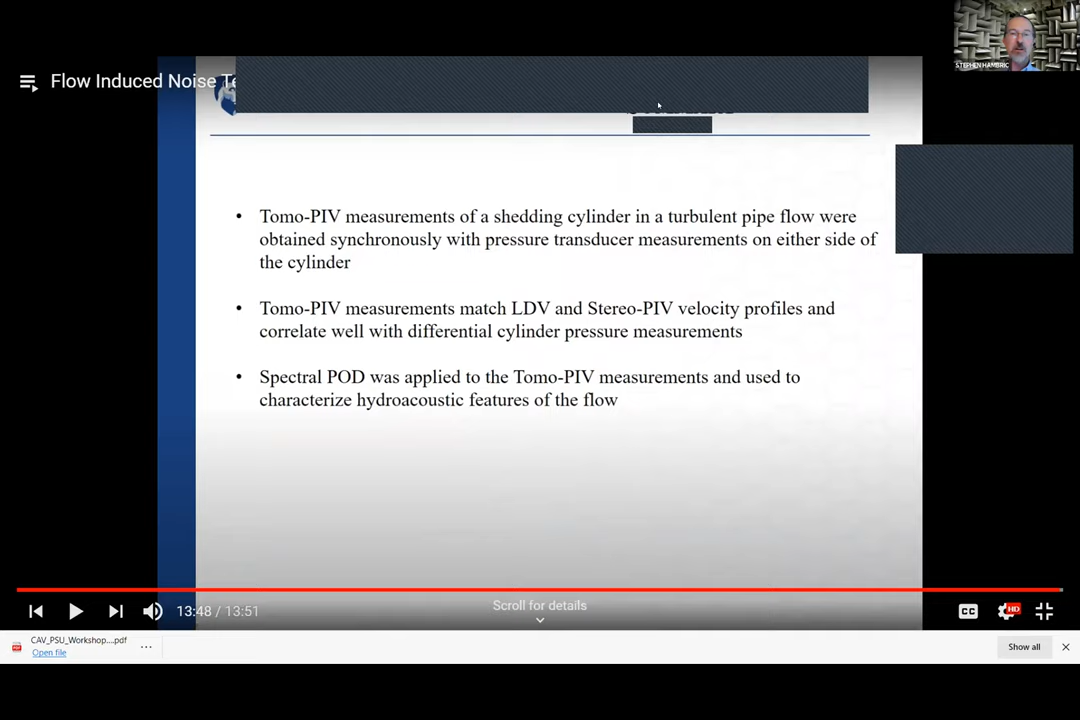 STEPHEN HAMBRIC
Flow Induced Noise Te
• Tomo-PIV measurements of a shedding cylinder in a turbulent pipe flow were
obtained synchronously with pressure transducer measurements on either side of
the cylinder
• Tomo-PIV measurements match LDV and Stereo-PIV velocity profiles and
correlate well with differential cylinder pressure measurements
• Spectral POD was applied to the Tomo-PIV measurements and used to
characterize hydroacoustic features of the flow
13:48 / 13:51
Scroll for details
CC
HD
CAV_PSU_Workshop....pdf
Open file
Show all